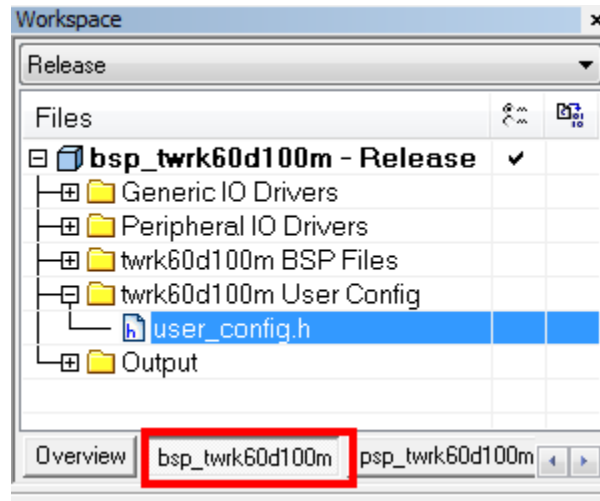 Workspace
Release
Files
bsp_twrk60d100m - Release
Generic IO Drivers
Peripheral IO Drivers
twrk60d100m BSP Files
twrk60d100m User Config
user_config.h
Output
Overview bsp_twrk60d100m psp_twrk60d100m